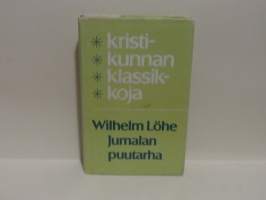 * kristi-
* kunnan
* klassik-
* koja
Wilhelm Löhe
Jumalan
puutarha